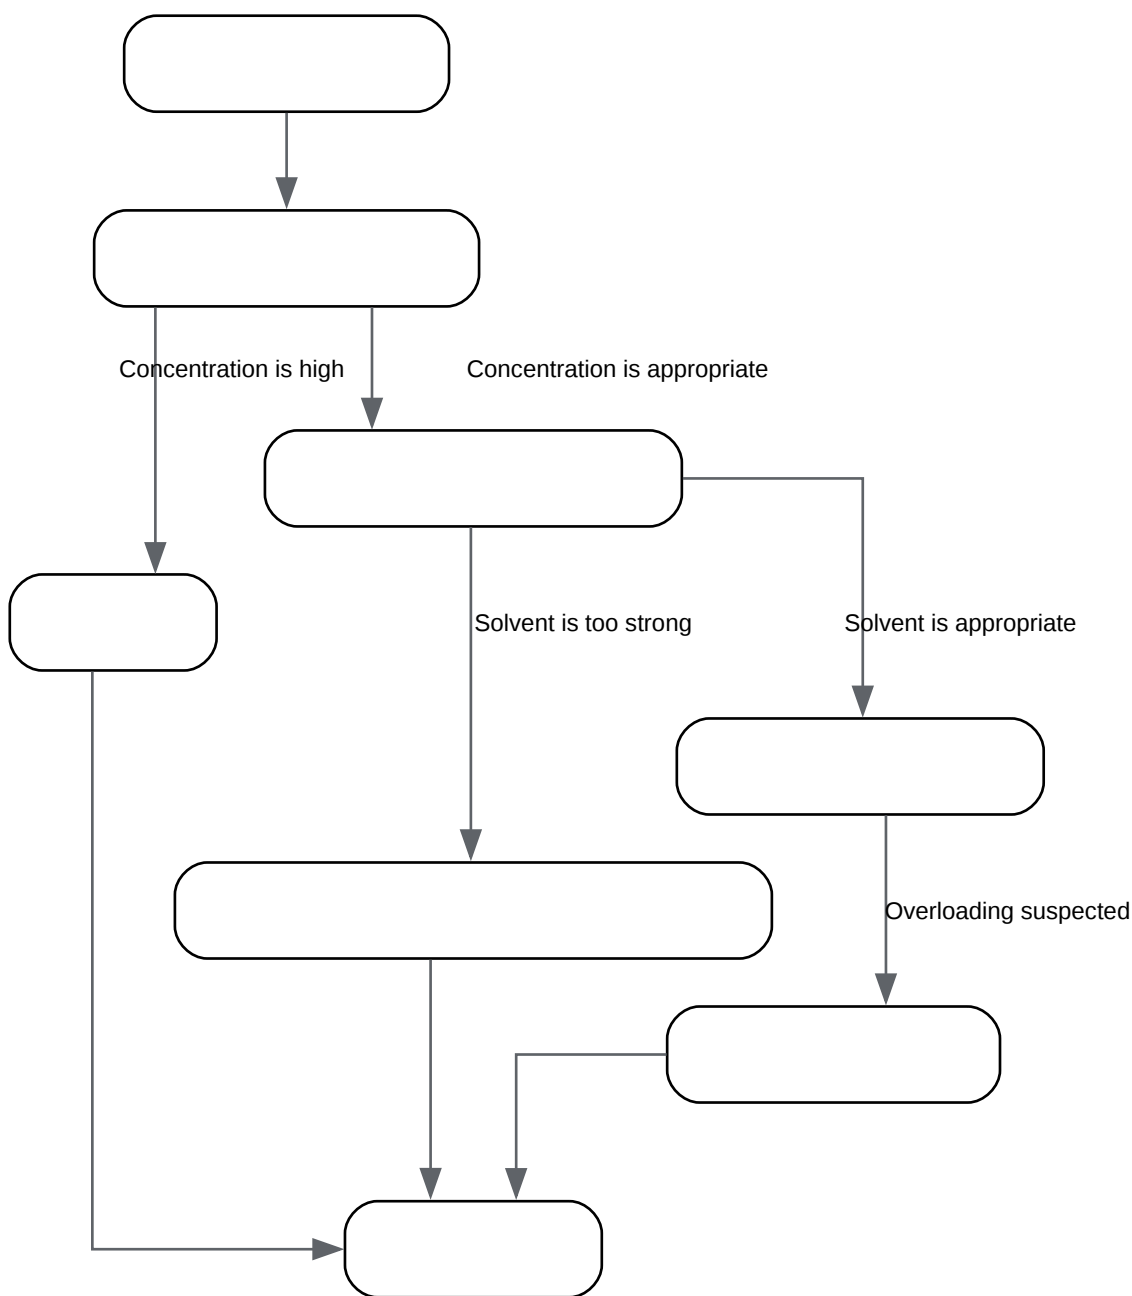 Concentration is high
Concentration is appropriate
Solvent is too strong
Solvent is appropriate
Overloading suspected